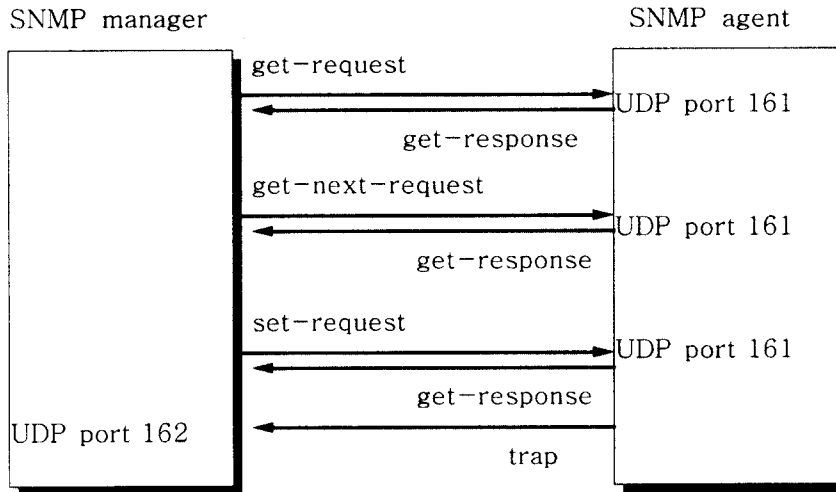 SNMP manager
SNMP agent
get-request
UDP port 161
get-response
get-next-request
UDP port 161
get-response
set-request
UDP port 161
get-response
UDP port 162
trap